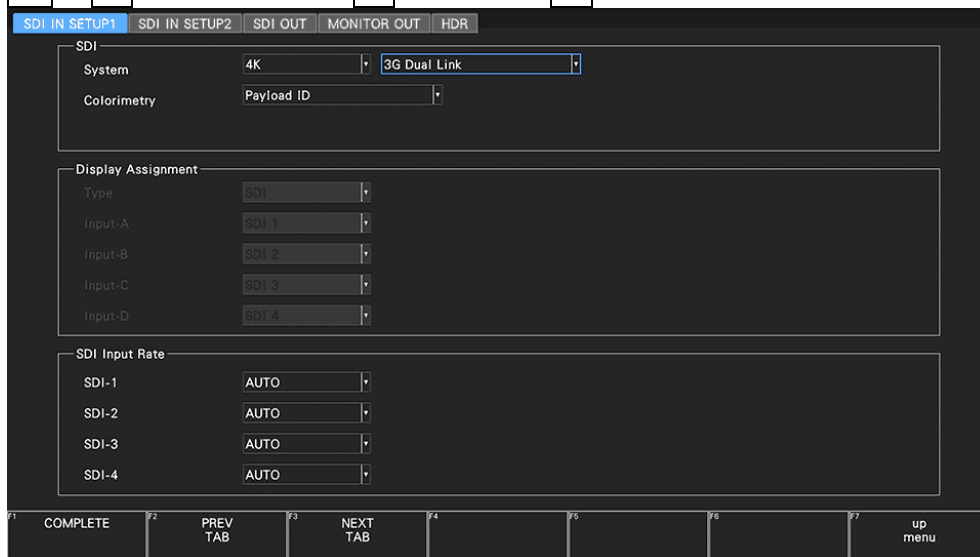 SDI IN SETUP1 SDI IN SETUP2 SDI OUT MONITOR OUT HDR
SDI
System 4K 3G Dual Link
Colorimetry Payload ID
Display Assignment
Type SDI
Input-A SDI 1
Input-B SDI 2
Input-C SDI 3
Input-D SDI 4
SDI Input Rate
SDI-1 AUTO
SDI-2 AUTO
SDI-3 AUTO
SDI-4 AUTO
F1 COMPLETE F2 PREV F3 NEXT F4 F5 F6 F7 up
TAB TAB menu